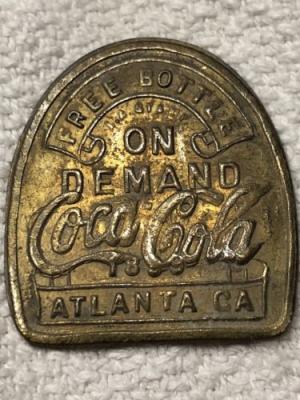 FREE BOTTLE
ON
DEMAND
Coca Cola
ATLANTA GA